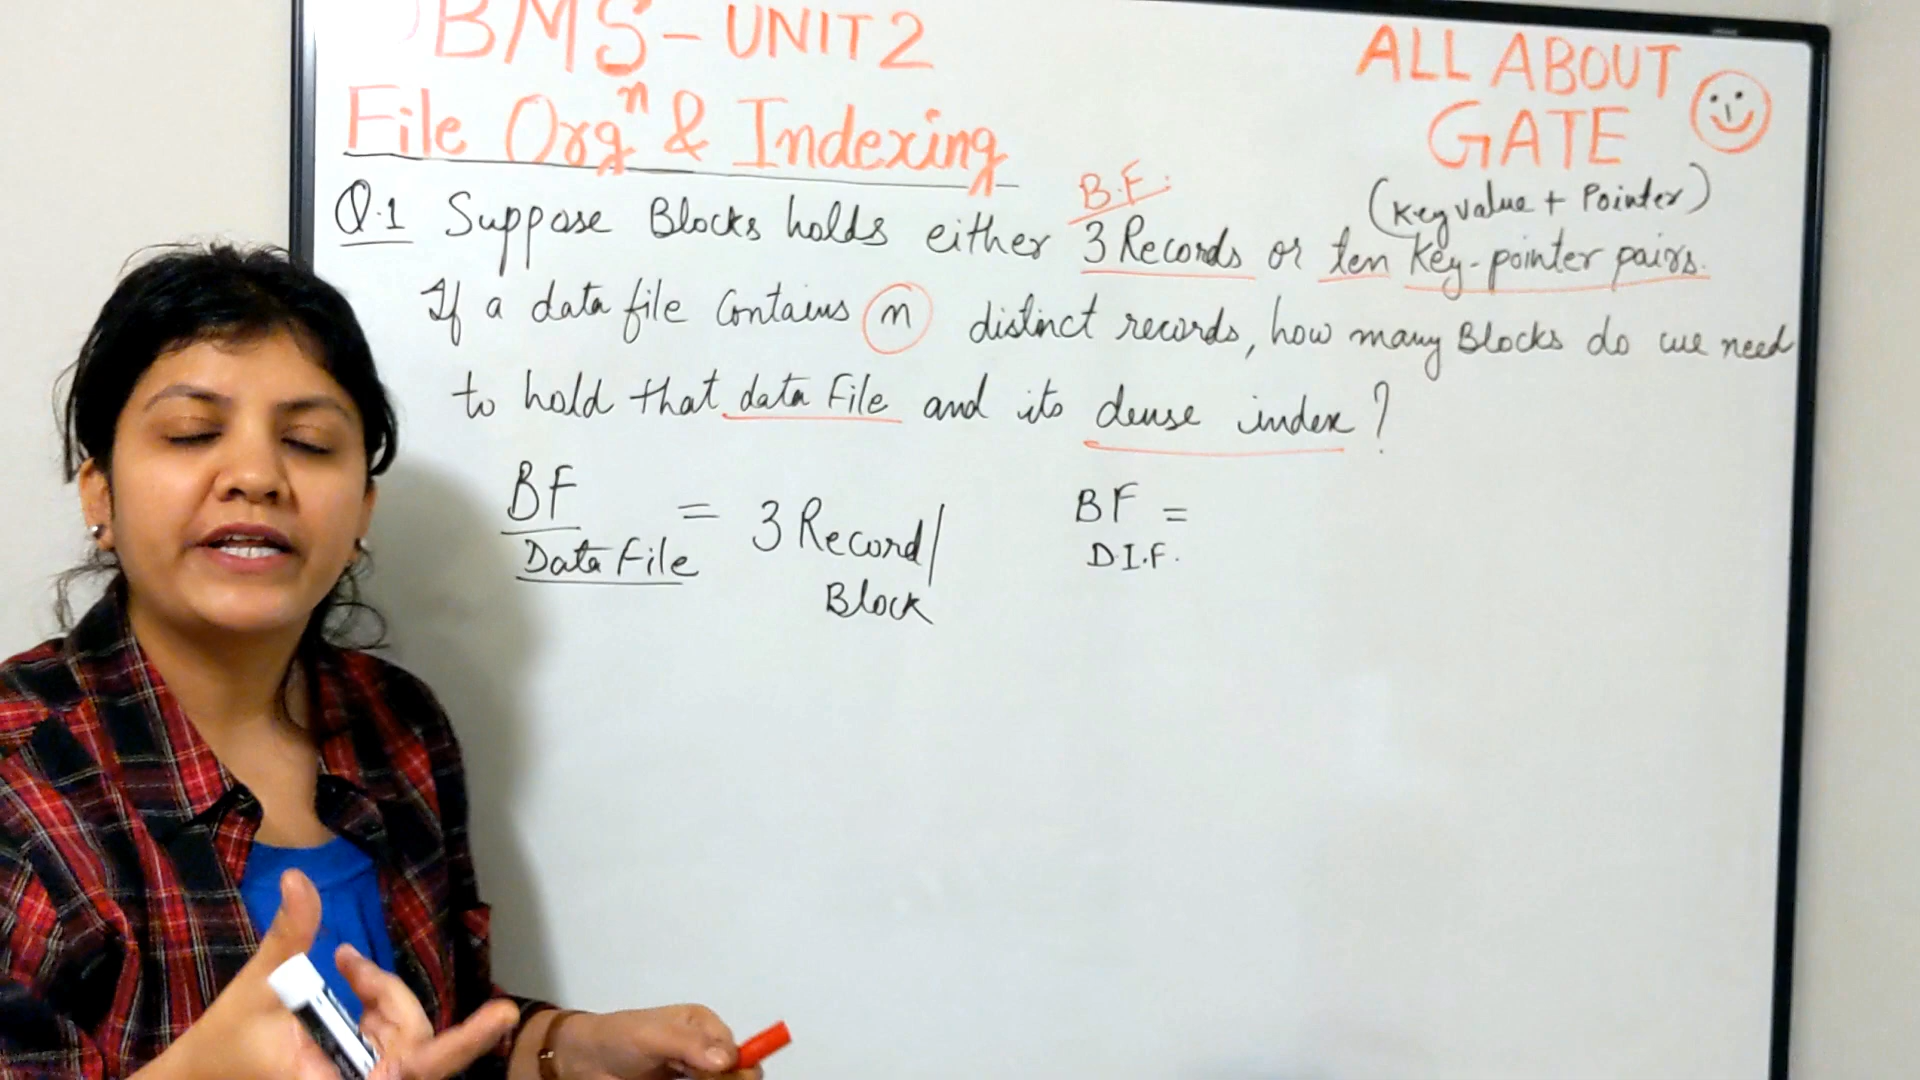 DBMS - UNIT 2
File Orgⁿ & Indexing
ALL ABOUT
GATE
B.F.
(Key value + Pointer)
Q.1 Suppose Blocks holds either 3 Records or ten Key-pointer pairs.
If a data file Contains n distinct records, how many Blocks do we need
to hold that data File and its dense index ?
BF
Data File
= 3 Record/
Block
BF =
D.I.F.